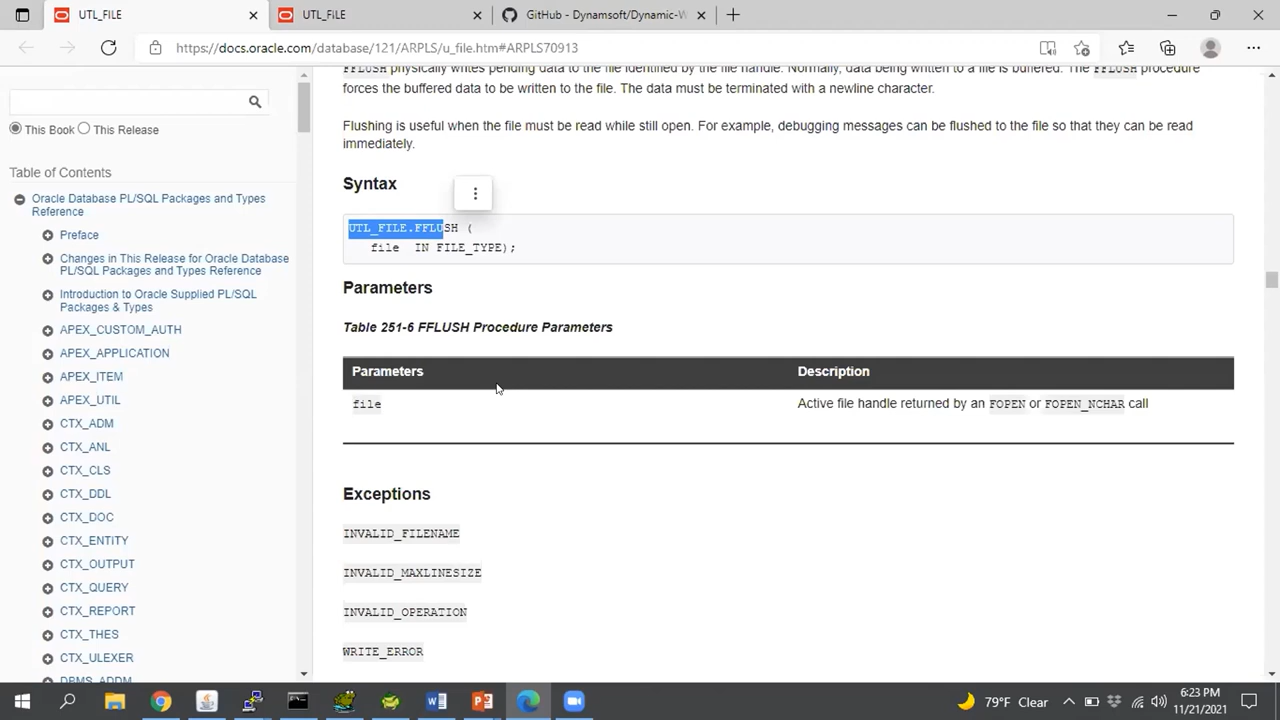 UTL_FILE
UTL_FILE
GitHub - Dynamsoft/Dynamic-W
https://docs.oracle.com/database/121/ARPLS/u_file.htm#ARPLS70913
This Book This Release
Table of Contents
Oracle Database PL/SQL Packages and Types
Reference
Preface
Changes in This Release for Oracle Database
PL/SQL Packages and Types Reference
Introduction to Oracle Supplied PL/SQL
Packages & Types
APEX_CUSTOM_AUTH
APEX_APPLICATION
APEX_ITEM
APEX_UTIL
CTX_ADM
CTX_ANL
CTX_CLS
CTX_DDL
CTX_DOC
CTX_ENTITY
CTX_OUTPUT
CTX_QUERY
CTX_REPORT
CTX_THES
CTX_ULEXER
DBMS_ADDM
FFLUSH physically writes pending data to the file identified by the file handle. Normally, data being written to a file is buffered. The FFLUSH procedure
forces the buffered data to be written to the file. The data must be terminated with a newline character.
Flushing is useful when the file must be read while still open. For example, debugging messages can be flushed to the file so that they can be read
immediately.
Syntax
UTL_FILE.FFLUSH (
file IN FILE_TYPE);
Parameters
Table 251-6 FFLUSH Procedure Parameters
Parameters Description
file Active file handle returned by an FOPEN or FOPEN_NCHAR call
Exceptions
INVALID_FILENAME
INVALID_MAXLINESIZE
INVALID_OPERATION
WRITE_ERROR
79°F Clear
6:23 PM
11/21/2021